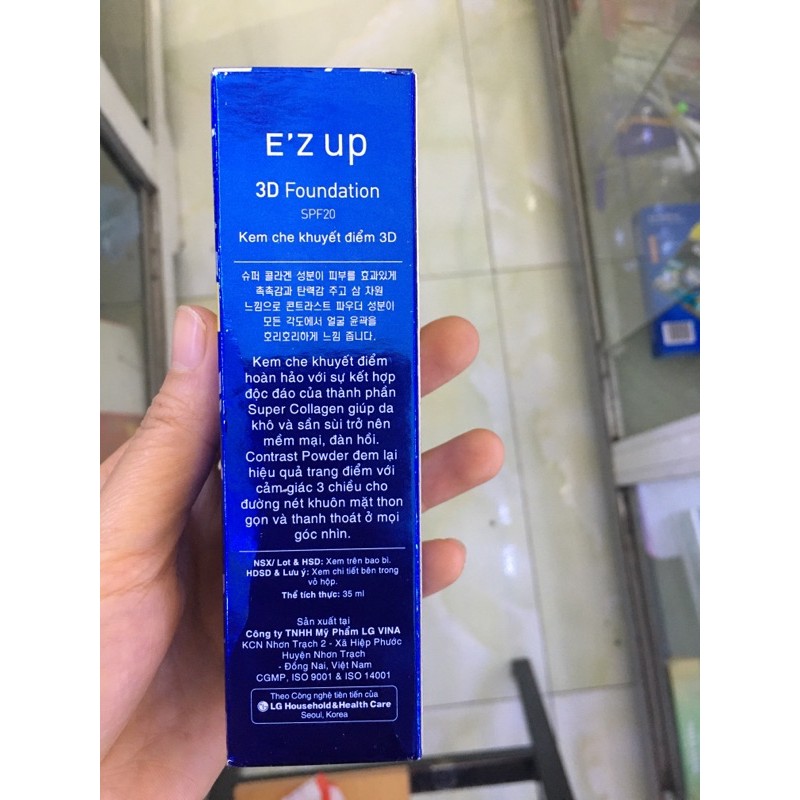 E'Z up
3D Foundation
SPF20
Kem che khuyết điểm 3D
슈퍼 콜라겐 성분이 피부를 효과있게
촉촉감과 탄력감 주고 삼 차원
느낌으로 콘트라스트 파우더 성분이
모든 각도에서 얼굴 윤곽을
호리호리하게 느낌 줍니다.
Kem che khuyết điểm
hoàn hảo với sự kết hợp
độc đáo của thành phần
Super Collagen giúp da
khô và sần sùi trở nên
mềm mại, đàn hồi.
Contrast Powder đem lại
hiệu quả trang điểm với
cảm giác 3 chiều cho
đường nét khuôn mặt thon
gọn và thanh thoát ở mọi
góc nhìn.
NSX/ Lot & HSD: Xem trên bao bì.
HDSD & Lưu ý: Xem chi tiết bên trong
vỏ hộp.
Thể tích thực: 35 ml
Sản xuất tại
Công ty TNHH Mỹ Phẩm LG VINA
KCN Nhơn Trạch 2 - Xã Hiệp Phước
Huyện Nhơn Trạch
- Đồng Nai, Việt Nam
CGMP, ISO 9001 & ISO 14001
Theo Công nghệ tiên tiến của
LG Household & Health Care
Seoul, Korea